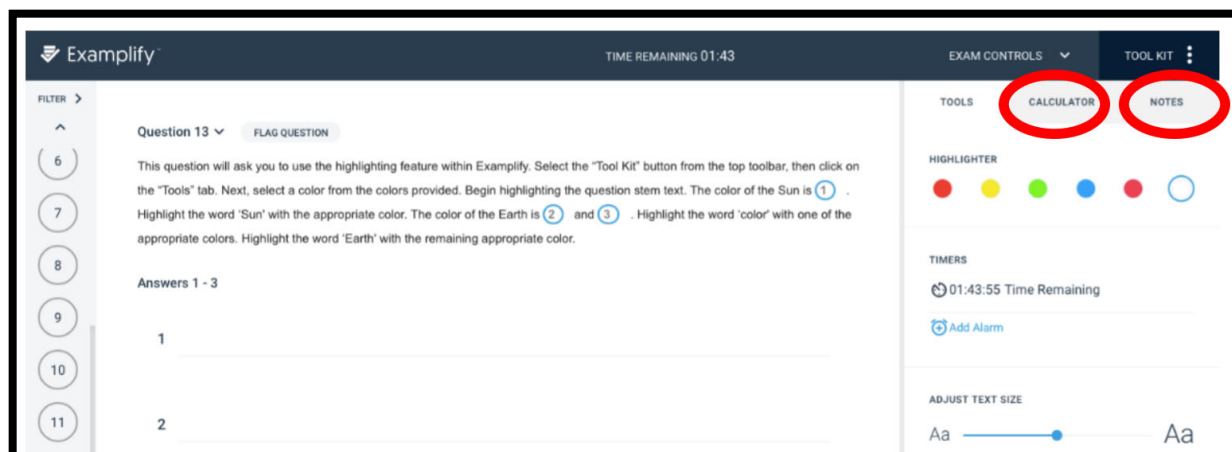 Examplify
TIME REMAINING 01:43
EXAM CONTROLS
TOOL KIT
FILTER
6
7
8
9
10
11
Question 13
FLAG QUESTION
This question will ask you to use the highlighting feature within Examplify. Select the "Tool Kit" button from the top toolbar, then click on
the "Tools" tab. Next, select a color from the colors provided. Begin highlighting the question stem text. The color of the Sun is 1 .
Highlight the word 'Sun' with the appropriate color. The color of the Earth is 2 and 3 . Highlight the word 'color' with one of the
appropriate colors. Highlight the word 'Earth' with the remaining appropriate color.
Answers 1 - 3
1
2
TOOLS
CALCULATOR
NOTES
HIGHLIGHTER
TIMERS
01:43:55 Time Remaining
Add Alarm
ADJUST TEXT SIZE
Aa Aa